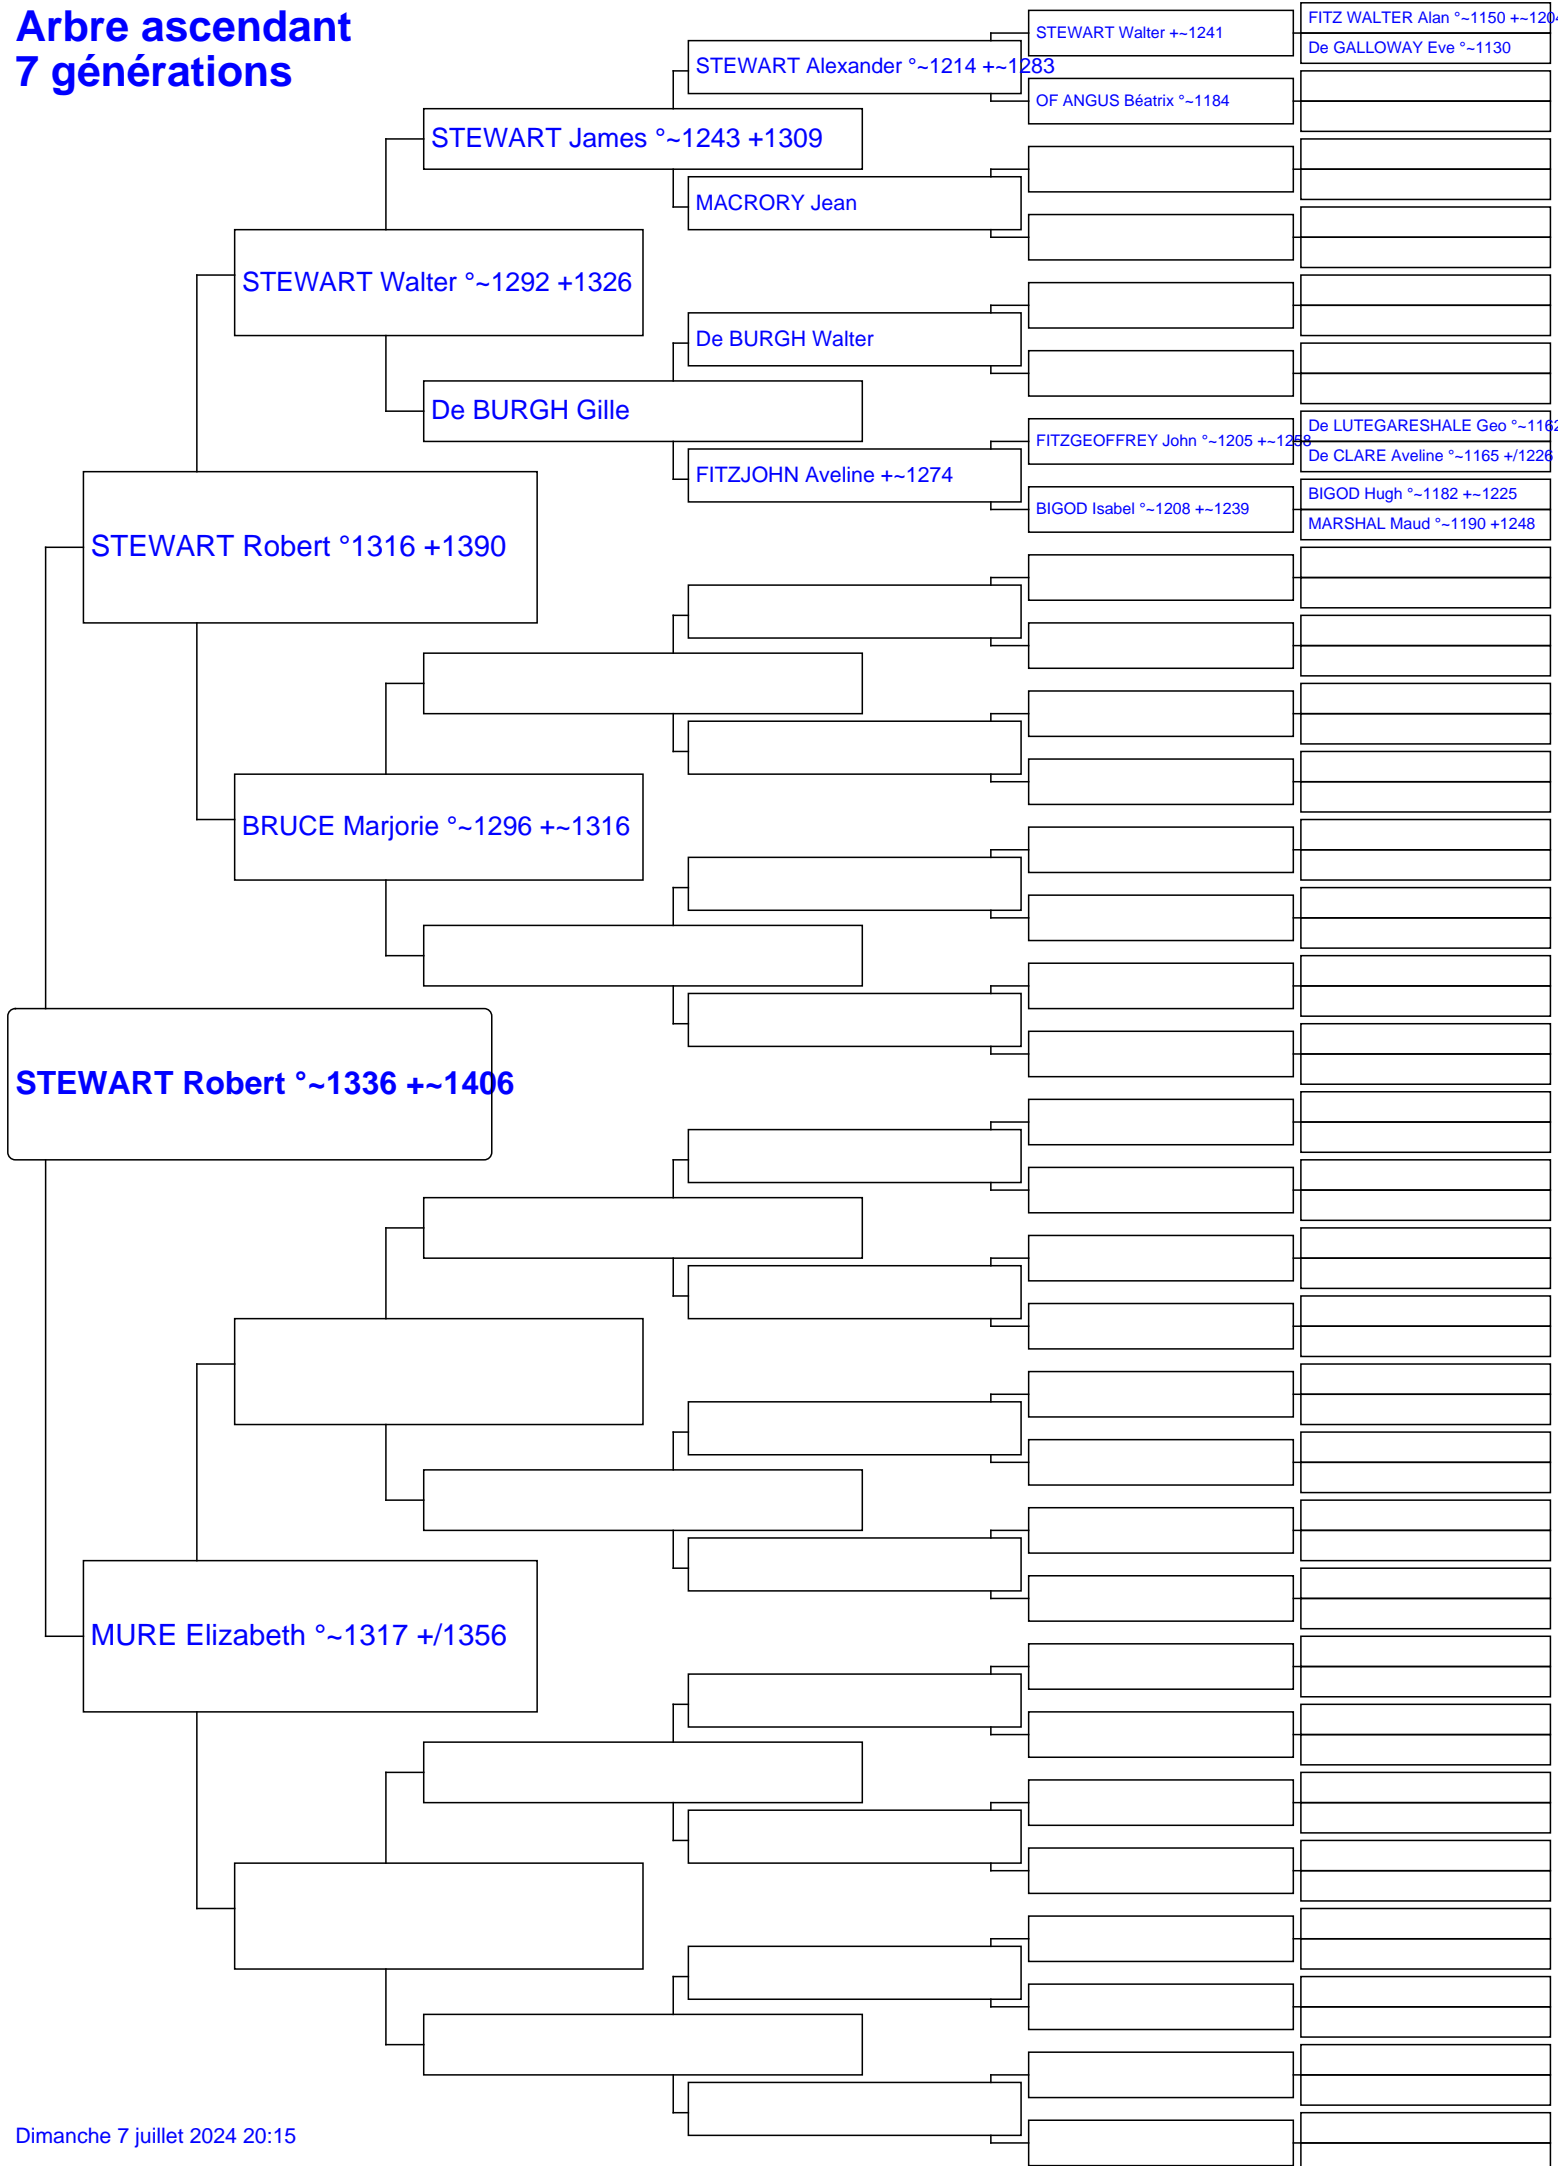 Arbre ascendant
7 générations
FITZ WALTER Alan °~1150 +~1204
STEWART Walter +~1241
De GALLOWAY Eve °~1130
STEWART Alexander °~1214 +~1283
OF ANGUS Béatrix °~1184
STEWART James °~1243 +1309
MACRORY Jean
STEWART Walter °~1292 +1326
De BURGH Walter
De BURGH Gille
De LUTEGARESHALE Geo °~1162
FITZGEOFFREY John °~1205 +~1258
De CLARE Aveline °~1165 +/1226
FITZJOHN Aveline +~1274
BIGOD Hugh °~1182 +~1225
BIGOD Isabel °~1208 +~1239
MARSHAL Maud °~1190 +1248
STEWART Robert °1316 +1390
BRUCE Marjorie °~1296 +~1316
STEWART Robert °~1336 +~1406
MURE Elizabeth °~1317 +/1356
Dimanche 7 juillet 2024 20:15